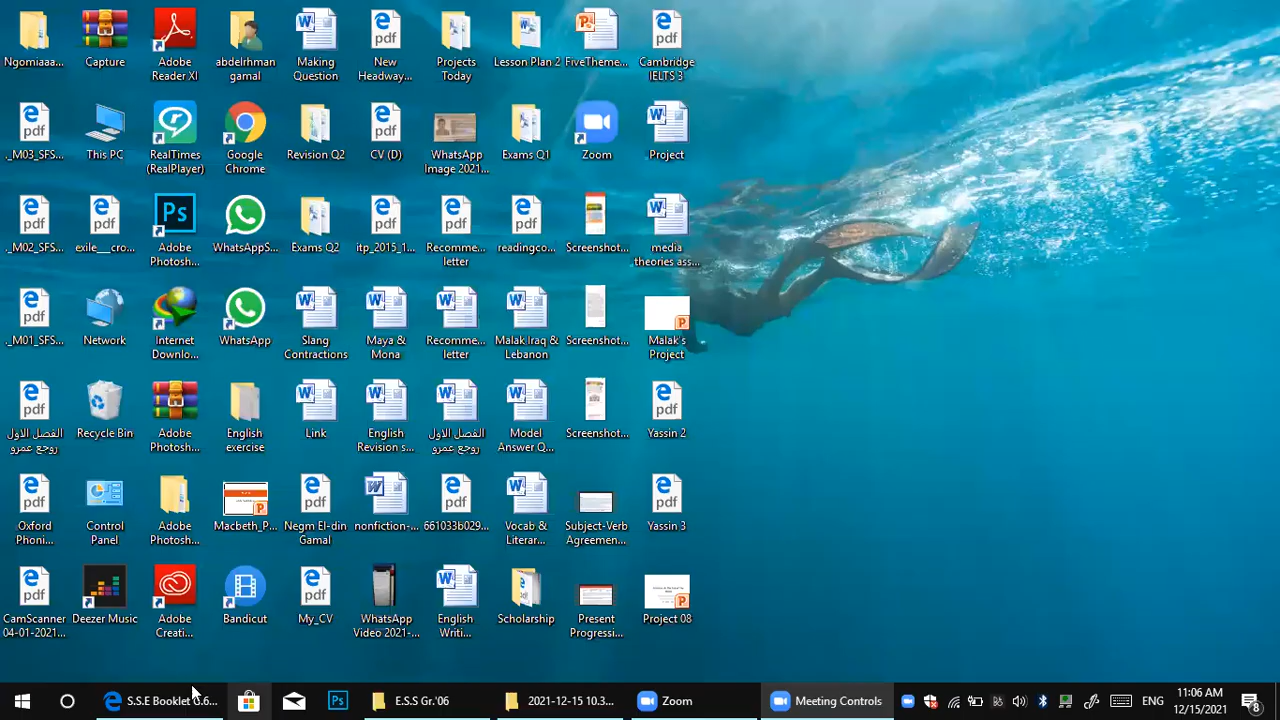 Ngomiaaa...
Capture
Adobe
Reader XI
abdelrhman
gamal
Making
Question
New
Headway...
Projects
Today
Lesson Plan 2
FiveTheme...
Cambridge
IELTS 3
._M03_SFS...
This PC
RealTimes
(RealPlayer)
Google
Chrome
Revision Q2
CV (D)
WhatsApp
Image 2021...
Exams Q1
Zoom
Project
._M02_SFS...
exile__cro...
Adobe
Photosh...
WhatsAppS...
Exams Q2
itp_2015_1...
Recomme...
letter
readingco...
Screenshot...
media
theories ass...
._M01_SFS...
Network
Internet
Downlo...
WhatsApp
Slang
Contractions
Maya &
Mona
Recomme...
letter
Malak Iraq &
Lebanon
Screenshot...
Malak's
Project
الفصل الاول
روجع عمرو
Recycle Bin
Adobe
Photosh...
English
exercise
Link
English
Revision s...
الفصل الاول
روجع عمرو
Model
Answer Q...
Screenshot...
Yassin 2
Oxford
Phoni...
Control
Panel
Adobe
Photosh...
Macbeth_P...
Negm El-din
Gamal
nonfiction-...
661033b029...
Vocab &
Literar...
Subject-Verb
Agreemen...
Yassin 3
CamScanner
04-01-2021...
Deezer Music
Adobe
Creati...
Bandicut
My_CV
WhatsApp
Video 2021-...
English
Writi...
Scholarship
Present
Progressi...
Project 08
S.S.E Booklet 0.6...
Ps
E.S.S Gr.'06
2021-12-15 10.3...
Zoom
Meeting Controls
ENG
11:06 AM
12/15/2021
8